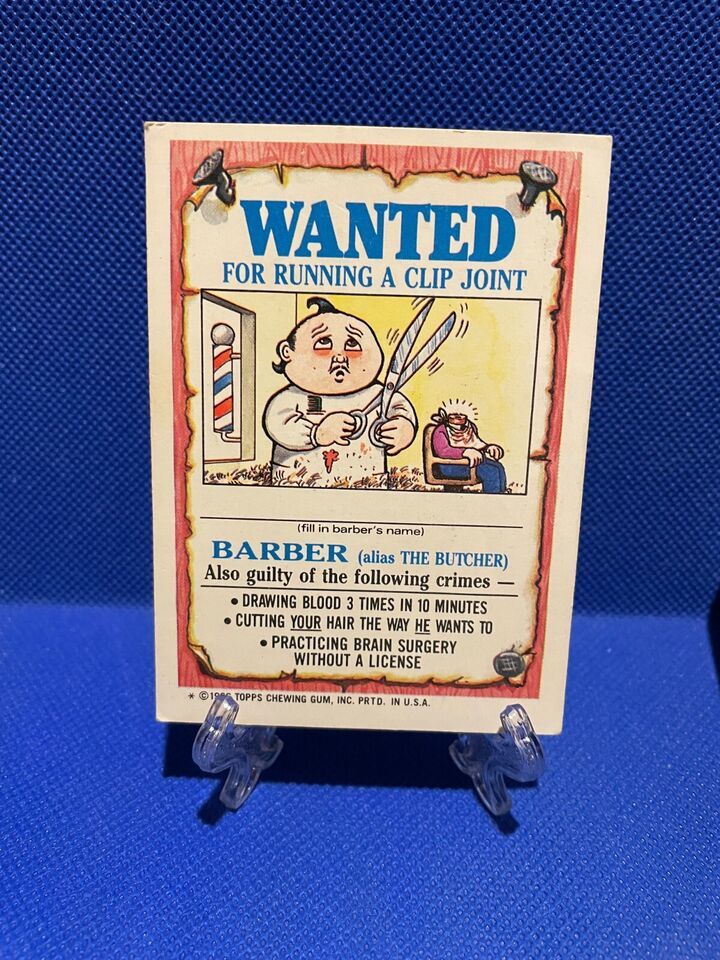 WANTED
FOR RUNNING A CLIP JOINT
(fill in barber's name)
BARBER (alias THE BUTCHER)
Also guilty of the following crimes —
• DRAWING BLOOD 3 TIMES IN 10 MINUTES
• CUTTING YOUR HAIR THE WAY HE WANTS TO
• PRACTICING BRAIN SURGERY
WITHOUT A LICENSE
* © TOPPS CHEWING GUM, INC. PRTD. IN U.S.A.